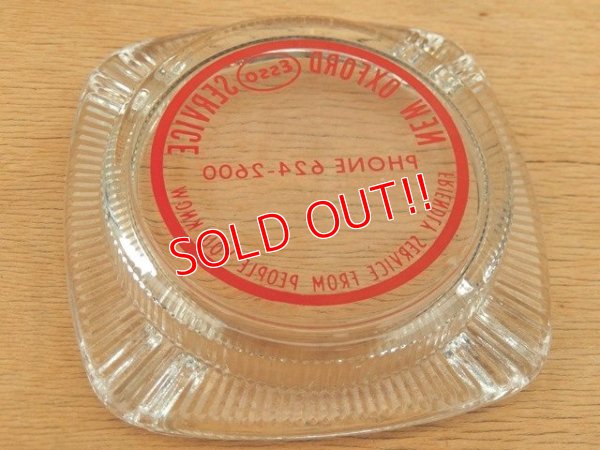 NEW OXFORD
Esso
SERVICE
PHONE 624-2600
FRIENDLY SERVICE FROM PEOPLE YOU KNOW
SOLD OUT!!